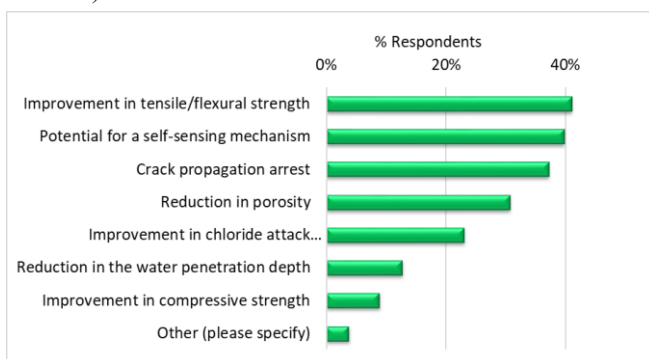 % Respondents
0% 20% 40%
Improvement in tensile/flexural strength
Potential for a self-sensing mechanism
Crack propagation arrest
Reduction in porosity
Improvement in chloride attack...
Reduction in the water penetration depth
Improvement in compressive strength
Other (please specify)